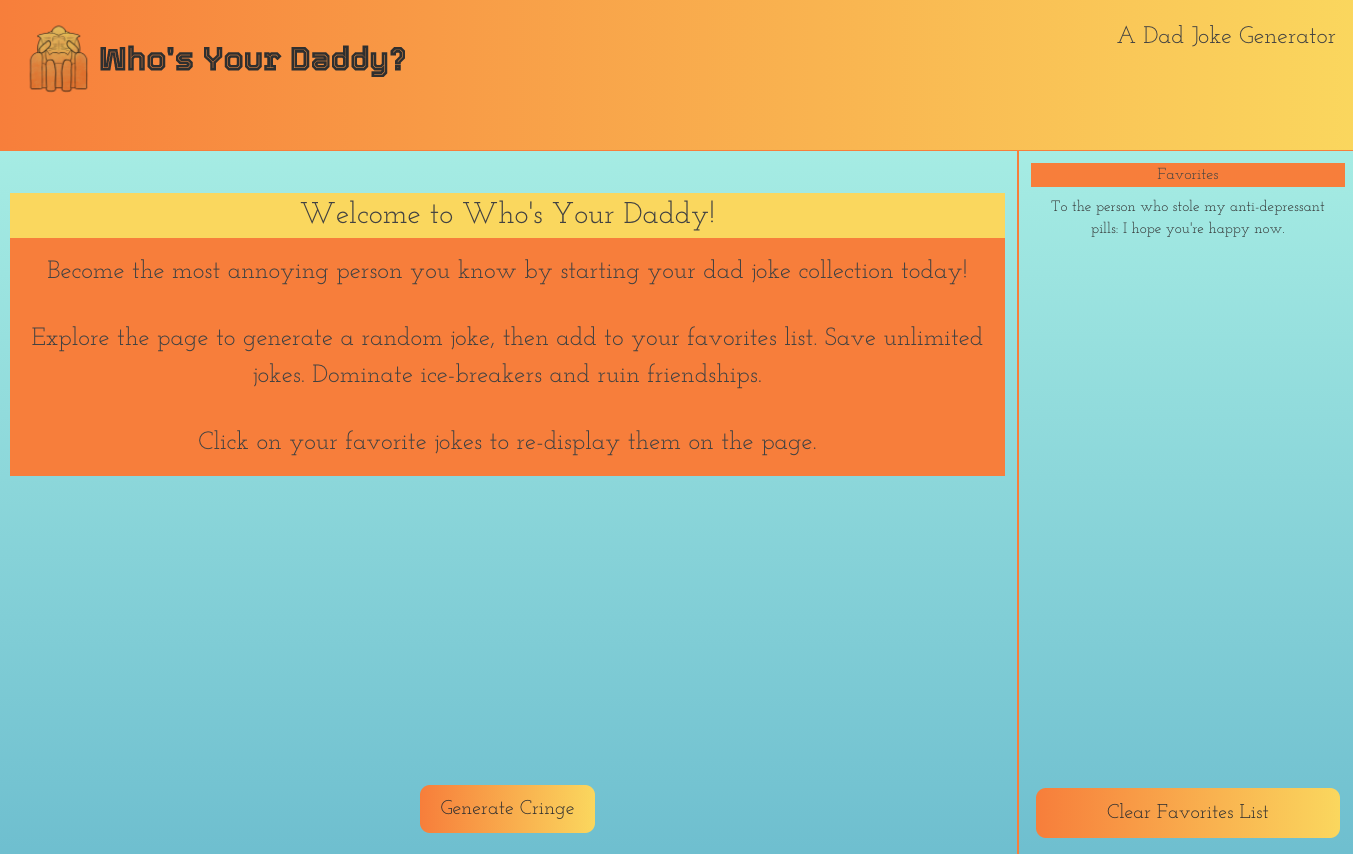 Who's Your Daddy?
A Dad Joke Generator
Welcome to Who's Your Daddy!
Become the most annoying person you know by starting your dad joke collection today!
Explore the page to generate a random joke, then add to your favorites list. Save unlimited
jokes. Dominate ice-breakers and ruin friendships.
Click on your favorite jokes to re-display them on the page.
Generate Cringe
Favorites
To the person who stole my anti-depressant
pills: I hope you're happy now.
Clear Favorites List